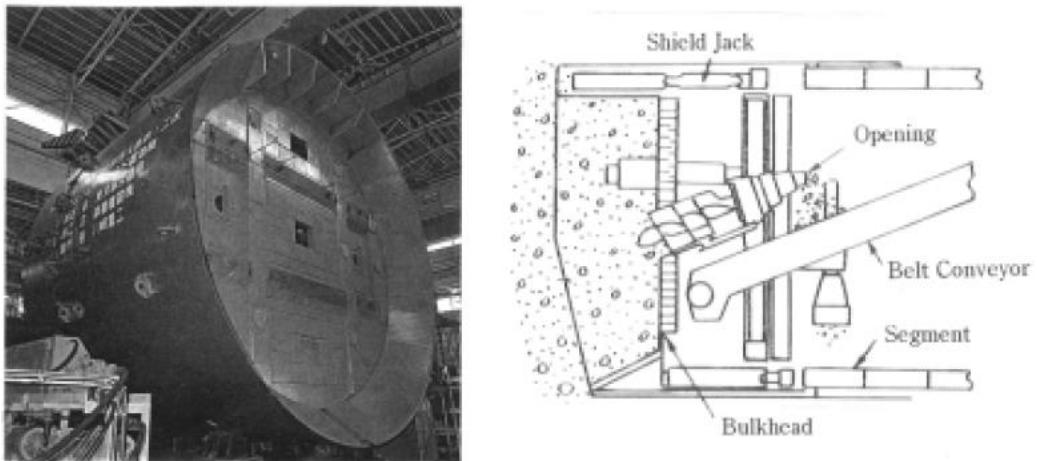 Shield Jack
Opening
Belt Conveyor
Segment
Bulkhead